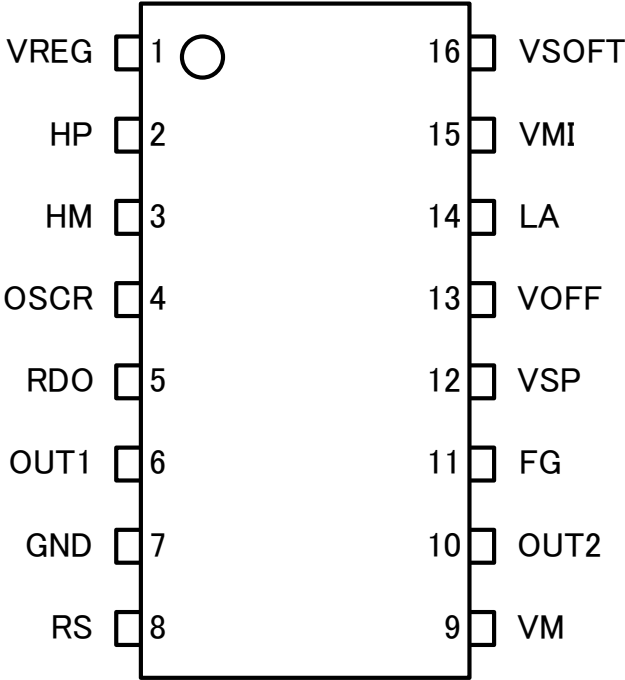 VREG 1 16 VSOFT
HP 2 15 VMI
HM 3 14 LA
OSCR 4 13 VOFF
RDO 5 12 VSP
OUT1 6 11 FG
GND 7 10 OUT2
RS 8 9 VM